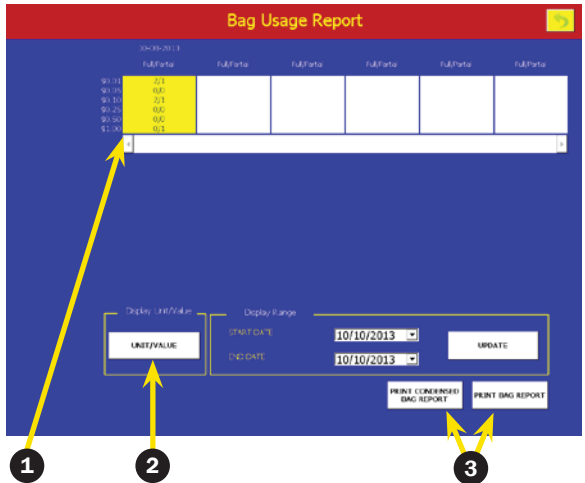 Bag Usage Report
10-08-2013
Full/Partial Full/Partial Full/Partial Full/Partial Full/Partial Full/Partial
$0.01 2/1
$0.05 0/0
$0.10 2/1
$0.25 0/0
$0.50 0/0
$1.00 0/1
Display Unit/Value
Display Range
UNIT/VALUE
START DATE 10/10/2013
END DATE 10/10/2013
UPDATE
PRINT CONDENSED
BAG REPORT
PRINT BAG REPORT
1 2 3